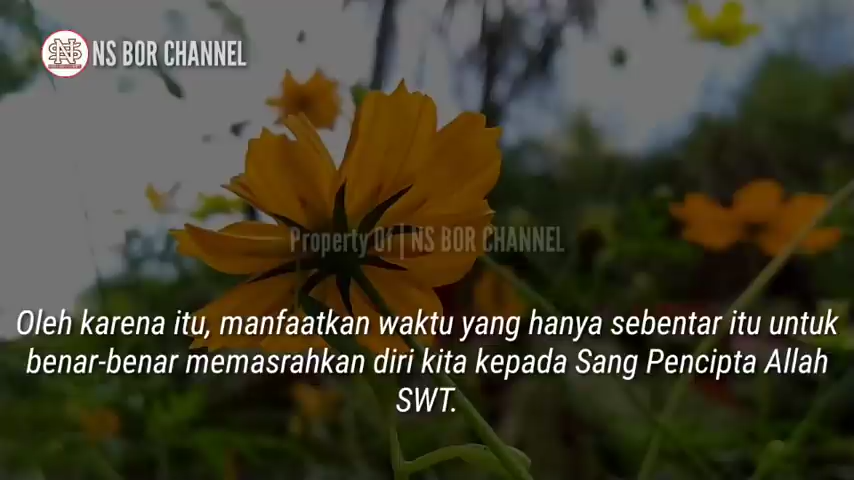 NS BOR CHANNEL
Property Of | NS BOR CHANNEL
Oleh karena itu, manfaatkan waktu yang hanya sebentar itu untuk
benar-benar memasrahkan diri kita kepada Sang Pencipta Allah
SWT.